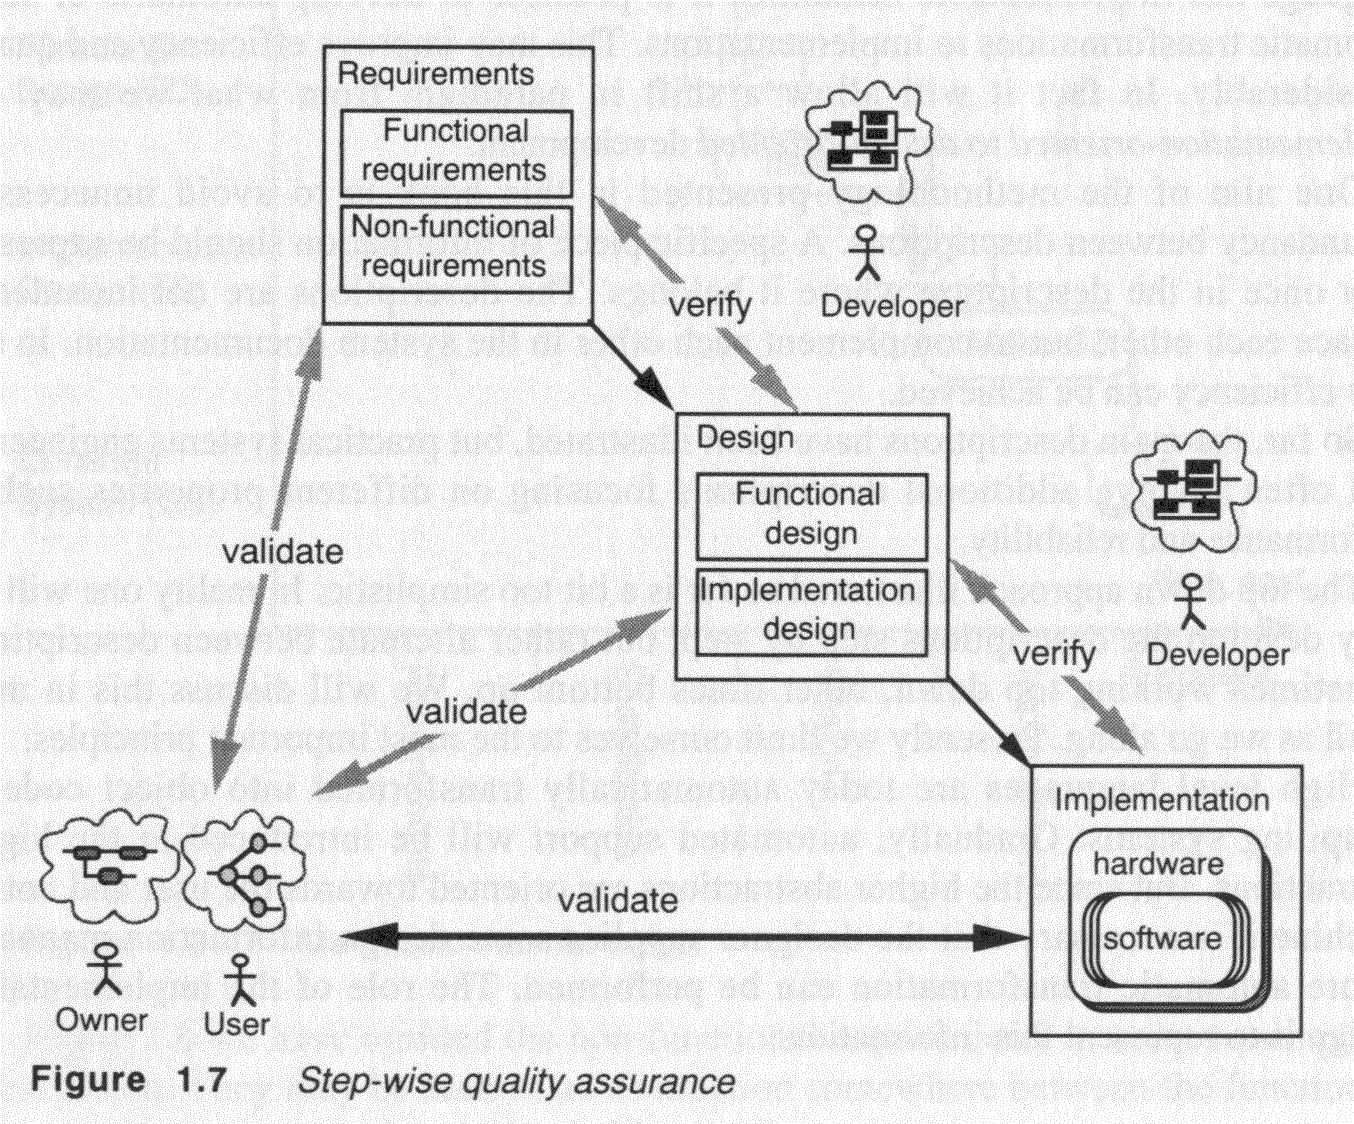 Requirements
Functional
requirements
Non-functional
requirements
verify
Developer
Design
Functional
design
Implementation
design
validate
verify
Developer
validate
Implementation
hardware
software
validate
Owner
User
Figure 1.7 Step-wise quality assurance